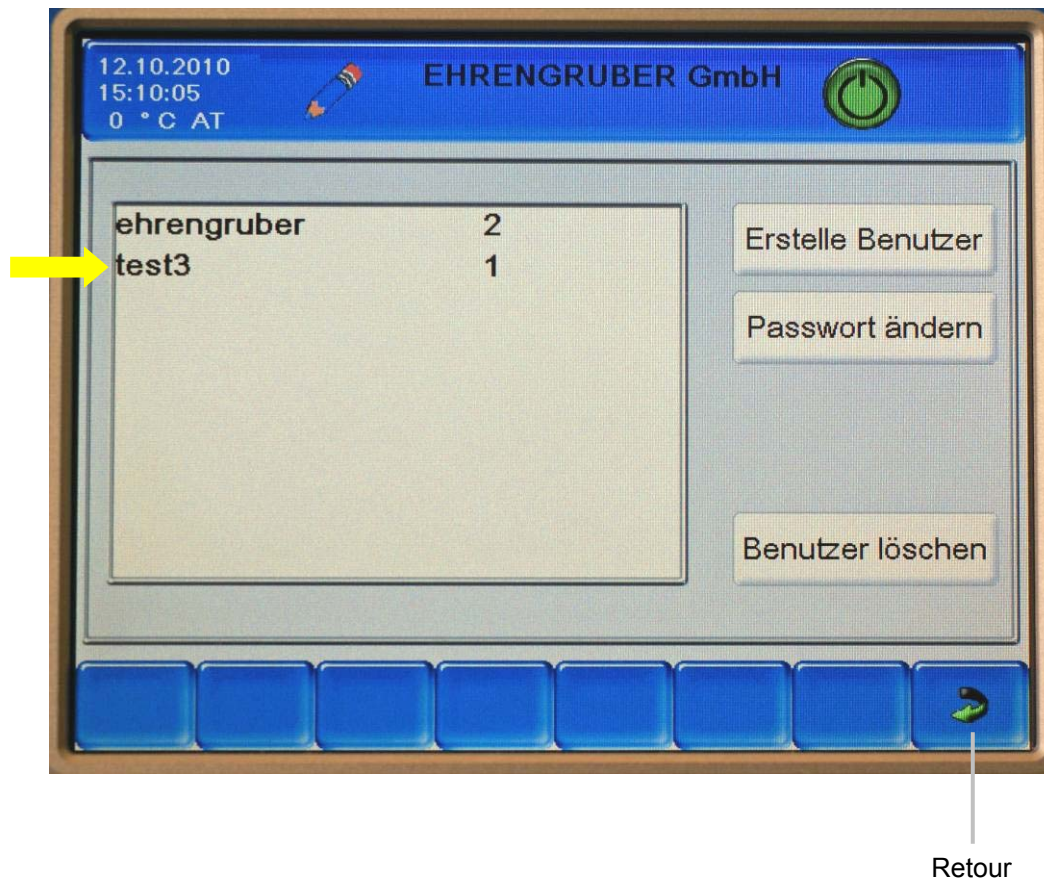 12.10.2010
15:10:05
0 °C AT
EHRENGRUBER GmbH
ehrengruber 2
test3 1
Erstelle Benutzer
Passwort ändern
Benutzer löschen
Retour